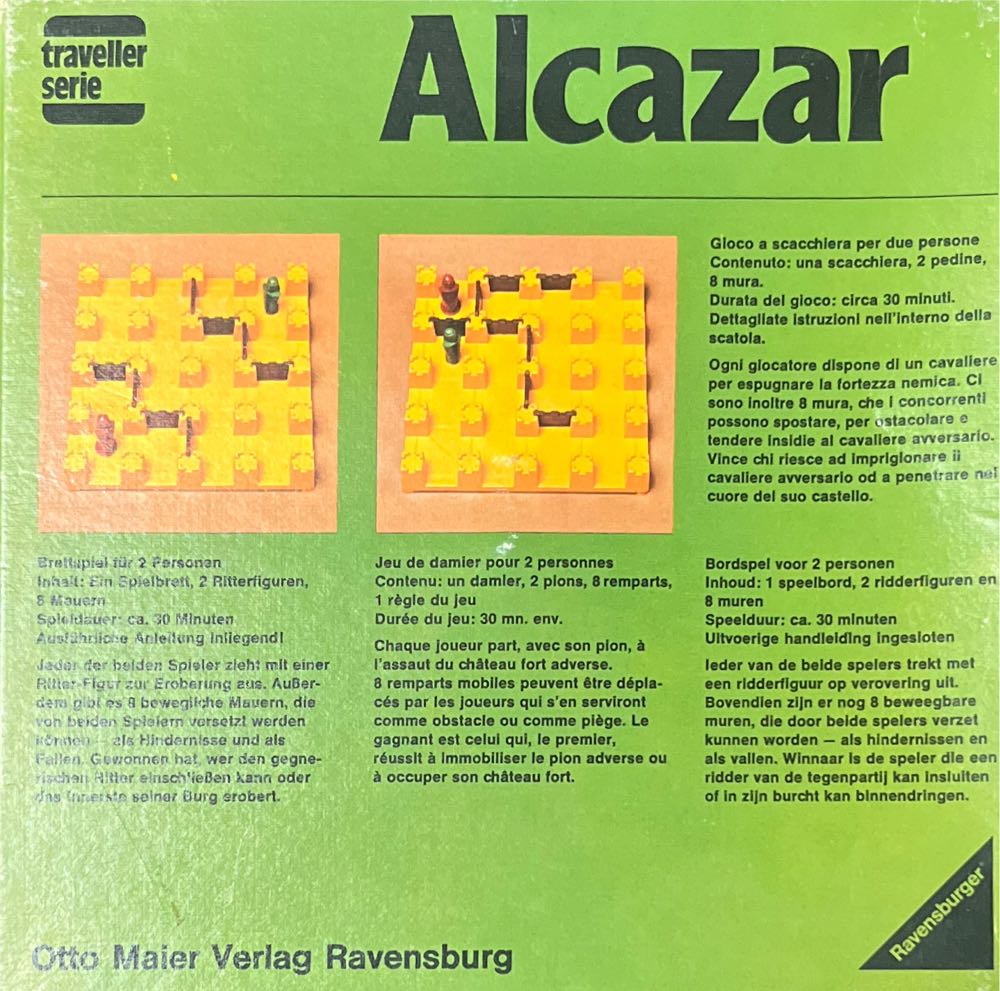 traveller
serie
Alcazar
Gioco a scacchiera per due persone
Contenuto: una scacchiera, 2 pedine,
8 mura.
Durata del gioco: circa 30 minuti.
Dettagliate istruzioni nell'interno della
scatola.
Ogni giocatore dispone di un cavaliere
per espugnare la fortezza nemica. Ci
sono inoltre 8 mura, che i concorrenti
possono spostare, per ostacolare e
tendere insidie al cavaliere avversario.
Vince chi riesce ad imprigionare il
cavaliere avversario od a penetrare nel
cuore del suo castello.
Brettspiel für 2 Personen
Inhalt: Ein Spielbrett, 2 Ritterfiguren,
8 Mauern
Spieldauer: ca. 30 Minuten
Ausführliche Anleitung inliegend!
Jeder der beiden Spieler zieht mit einer
Ritter-Figur zur Eroberung aus. Außer-
dem gibt es 8 bewegliche Mauern, die
von beiden Spielern versetzt werden
können — als Hindernisse und als
Fallen. Gewonnen hat, wer den gegne-
rischen Ritter einschließen kann oder
das Innerste seiner Burg erobert.
Jeu de damier pour 2 personnes
Contenu: un damier, 2 pions, 8 remparts,
1 règle du jeu
Durée du jeu: 30 mn. env.
Chaque joueur part, avec son pion, à
l'assaut du château fort adverse.
8 remparts mobiles peuvent être dépla-
cés par les joueurs qui s'en serviront
comme obstacle ou comme piège. Le
gagnant est celui qui, le premier,
réussit à immobiliser le pion adverse ou
à occuper son château fort.
Bordspel voor 2 personen
Inhoud: 1 speelbord, 2 ridderfiguren en
8 muren
Speelduur: ca. 30 minuten
Uitvoerige handleiding ingesloten
Ieder van de beide spelers trekt met
een ridderfiguur op verovering uit.
Bovendien zijn er nog 8 beweegbare
muren, die door beide spelers verzet
kunnen worden — als hindernissen en
als vallen. Winnaar is de speler die een
ridder van de tegenpartij kan insluiten
of in zijn burcht kan binnendringen.
Otto Maier Verlag Ravensburg
Ravensburger